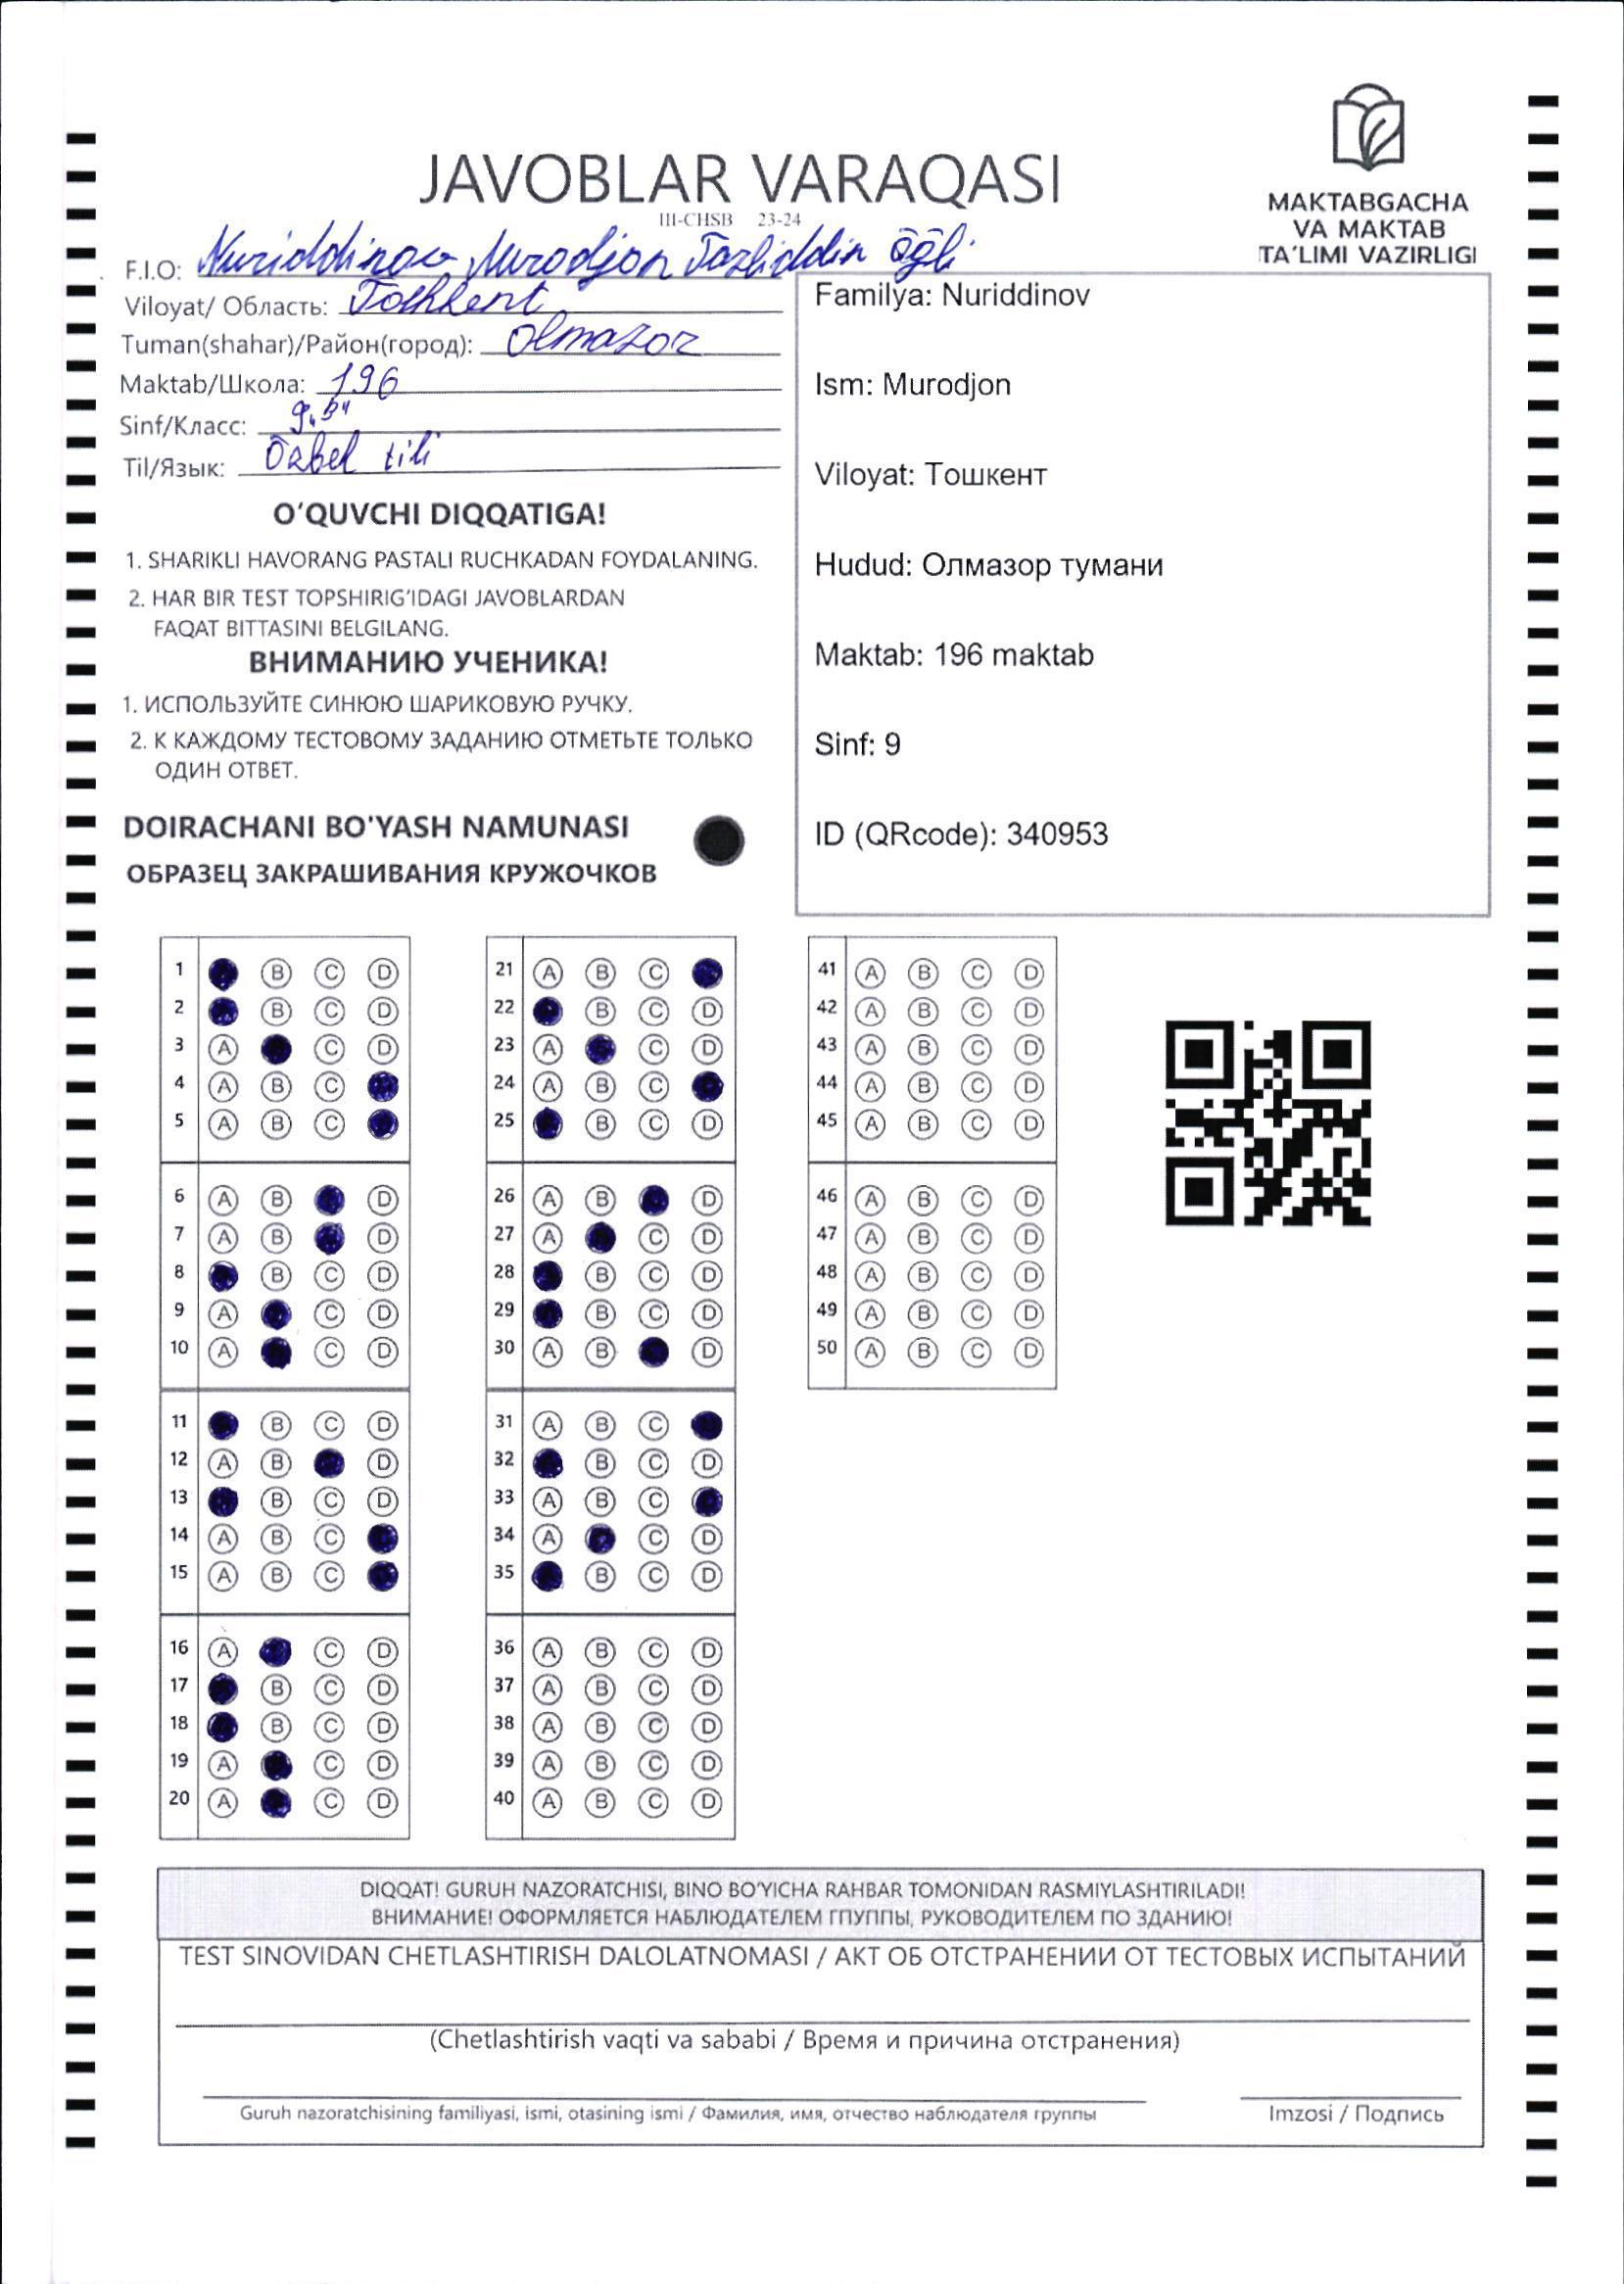 JAVOBLAR VARAQASI
III-CHSB 23-24
MAKTABGACHA
VA MAKTAB
TA'LIMI VAZIRLIGI
F.I.O: Nuriddinov Murodjon Fazliddin õğli
Viloyat/ Область: Toshkent
Tuman(shahar)/Район(город): Olmazor
Maktab/Школа: 196
Sinf/Класс: 9 „B"
Til/Язык: Õzbek tili
O'QUVCHI DIQQATIGA!
1. SHARIKLI HAVORANG PASTALI RUCHKADAN FOYDALANING.
2. HAR BIR TEST TOPSHIRIG'IDAGI JAVOBLARDAN
FAQAT BITTASINI BELGILANG.
ВНИМАНИЮ УЧЕНИКА!
1. ИСПОЛЬЗУЙТЕ СИНЮЮ ШАРИКОВУЮ РУЧКУ.
2. К КАЖДОМУ ТЕСТОВОМУ ЗАДАНИЮ ОТМЕТЬТЕ ТОЛЬКО
ОДИН ОТВЕТ.
DOIRACHANI BO'YASH NAMUNASI
ОБРАЗЕЦ ЗАКРАШИВАНИЯ КРУЖОЧКОВ
Familya: Nuriddinov
Ism: Murodjon
Viloyat: Тошкент
Hudud: Олмазор тумани
Maktab: 196 maktab
Sinf: 9
ID (QRcode): 340953
1 B C D
2 B C D
3 A C D
4 A B C
5 A B C
6 A B D
7 A B D
8 B C D
9 A C D
10 A C D
11 B C D
12 A B D
13 B C D
14 A B C
15 A B C
16 A C D
17 B C D
18 B C D
19 A C D
20 A C D
21 A B C
22 B C D
23 A C D
24 A B C
25 B C D
26 A B D
27 A C D
28 B C D
29 B C D
30 A B D
31 A B C
32 B C D
33 A B C
34 A C D
35 B C D
36 A B C D
37 A B C D
38 A B C D
39 A B C D
40 A B C D
41 A B C D
42 A B C D
43 A B C D
44 A B C D
45 A B C D
46 A B C D
47 A B C D
48 A B C D
49 A B C D
50 A B C D
DIQQAT! GURUH NAZORATCHISI, BINO BO'YICHA RAHBAR TOMONIDAN RASMIYLASHTIRILADI!
ВНИМАНИЕ! ОФОРМЛЯЕТСЯ НАБЛЮДАТЕЛЕМ ГПУППЫ, РУКОВОДИТЕЛЕМ ПО ЗДАНИЮ!
TEST SINOVIDAN CHETLASHTIRISH DALOLATNOMASI / АКТ ОБ ОТСТРАНЕНИИ ОТ ТЕСТОВЫХ ИСПЫТАНИЙ
(Chetlashtirish vaqti va sababi / Время и причина отстранения)
Guruh nazoratchisining familiyasi, ismi, otasining ismi / Фамилия, имя, отчество наблюдателя группы
Imzosi / Подпись